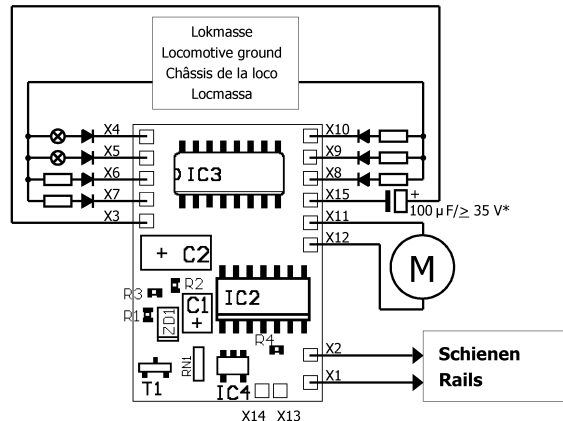 Lokmasse
Locomotive ground
Châssis de la loco
Locmassa
X4
X5
X6
X7
X3
X10
X9
X8
X15
X11
X12
+
100 µF/≥ 35 V*
IC3
+ C2
R3
R2
R1
ZD1
C1
+
IC2
M
R4
RN1
T1
IC4
X2
X1
Schienen
Rails
X14 X13